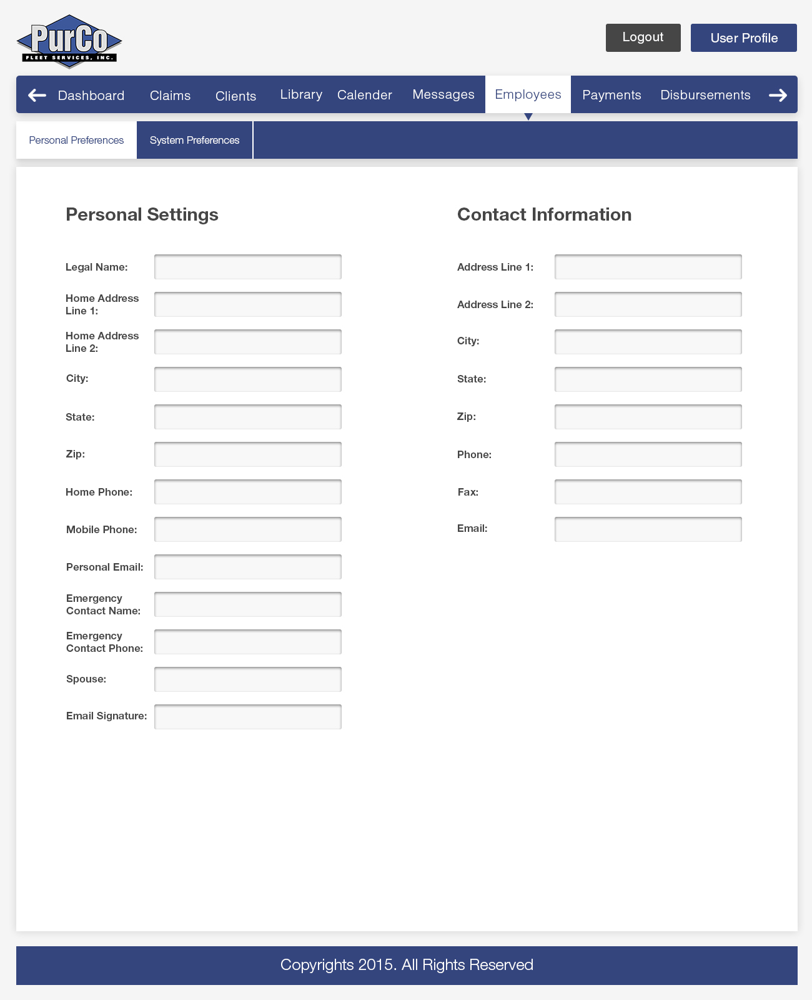 PurCo
FLEET SERVICES, INC.
Logout
User Profile
Dashboard Claims Clients Library Calender Messages Employees Payments Disbursements
Personal Preferences System Preferences
Personal Settings
Legal Name:
Home Address
Line 1:
Home Address
Line 2:
City:
State:
Zip:
Home Phone:
Mobile Phone:
Personal Email:
Emergency
Contact Name:
Emergency
Contact Phone:
Spouse:
Email Signature:
Contact Information
Address Line 1:
Address Line 2:
City:
State:
Zip:
Phone:
Fax:
Email:
Copyrights 2015. All Rights Reserved